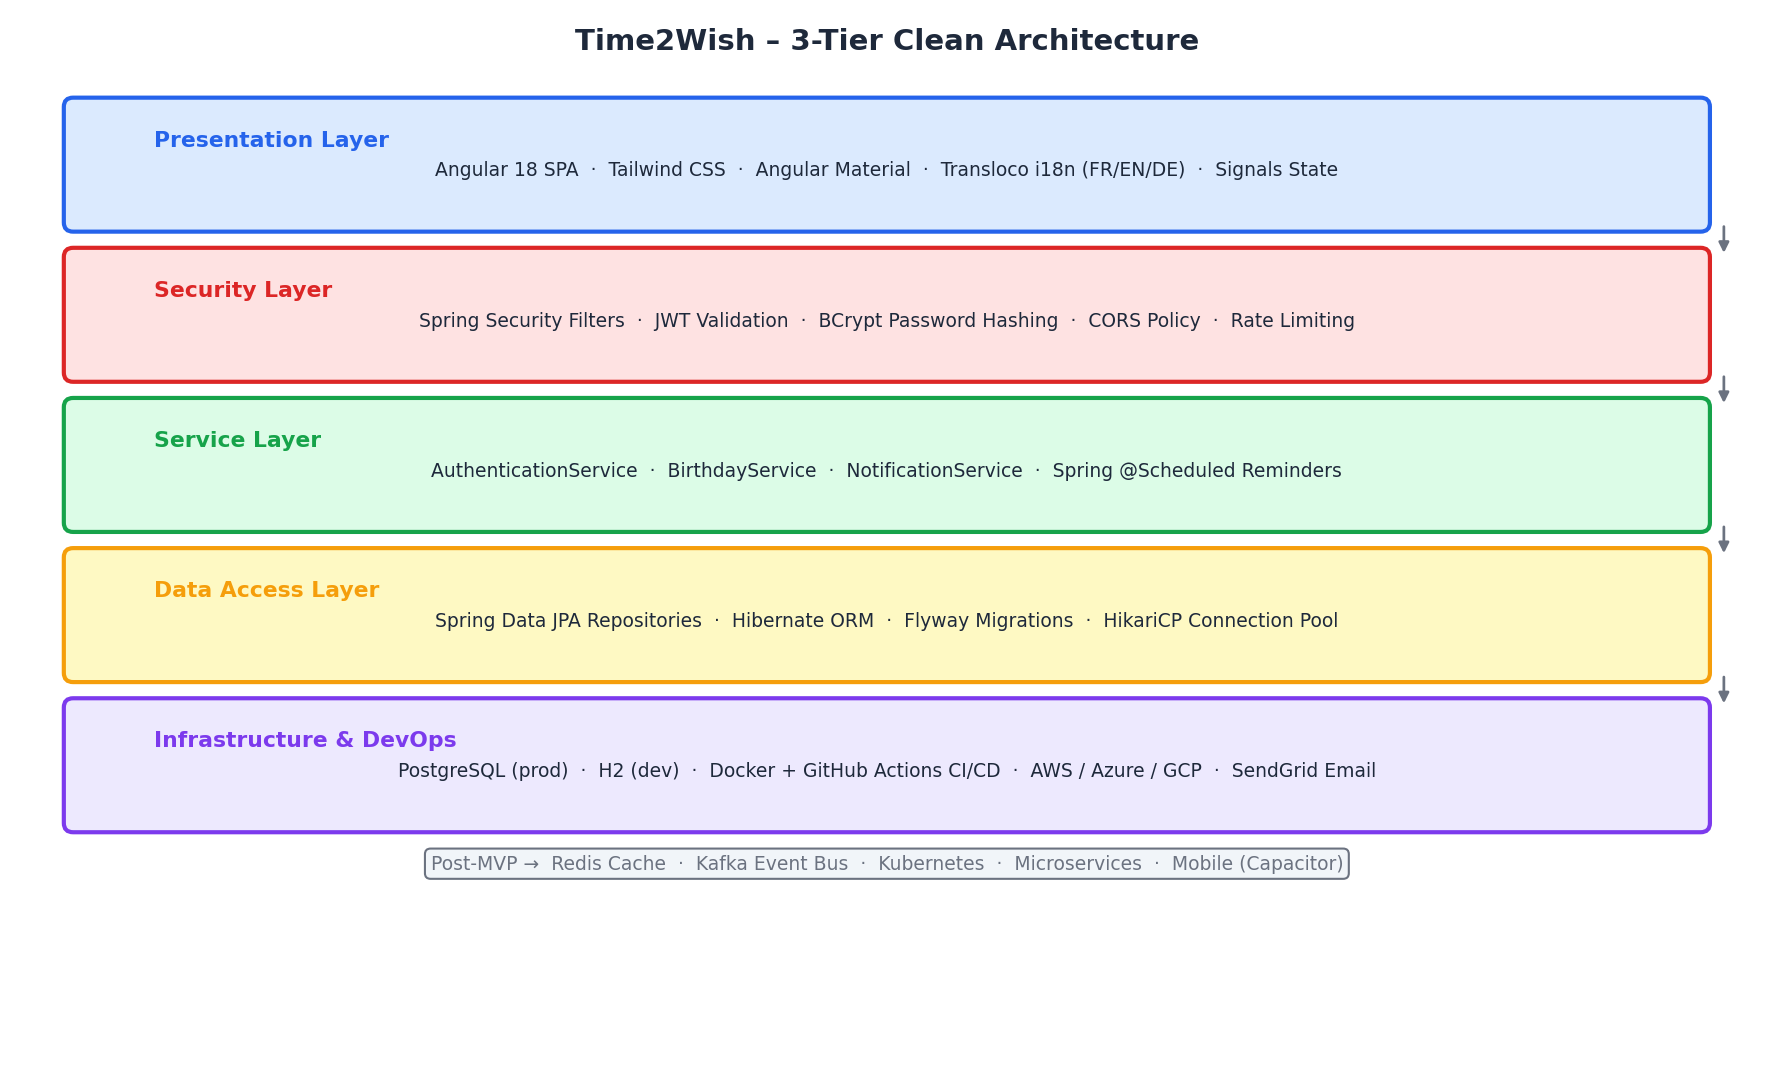 Time2Wish – 3-Tier Clean Architecture
Presentation Layer
Angular 18 SPA · Tailwind CSS · Angular Material · Transloco i18n (FR/EN/DE) · Signals State
Security Layer
Spring Security Filters · JWT Validation · BCrypt Password Hashing · CORS Policy · Rate Limiting
Service Layer
AuthenticationService · BirthdayService · NotificationService · Spring @Scheduled Reminders
Data Access Layer
Spring Data JPA Repositories · Hibernate ORM · Flyway Migrations · HikariCP Connection Pool
Infrastructure & DevOps
PostgreSQL (prod) · H2 (dev) · Docker + GitHub Actions CI/CD · AWS / Azure / GCP · SendGrid Email
Post-MVP → Redis Cache · Kafka Event Bus · Kubernetes · Microservices · Mobile (Capacitor)